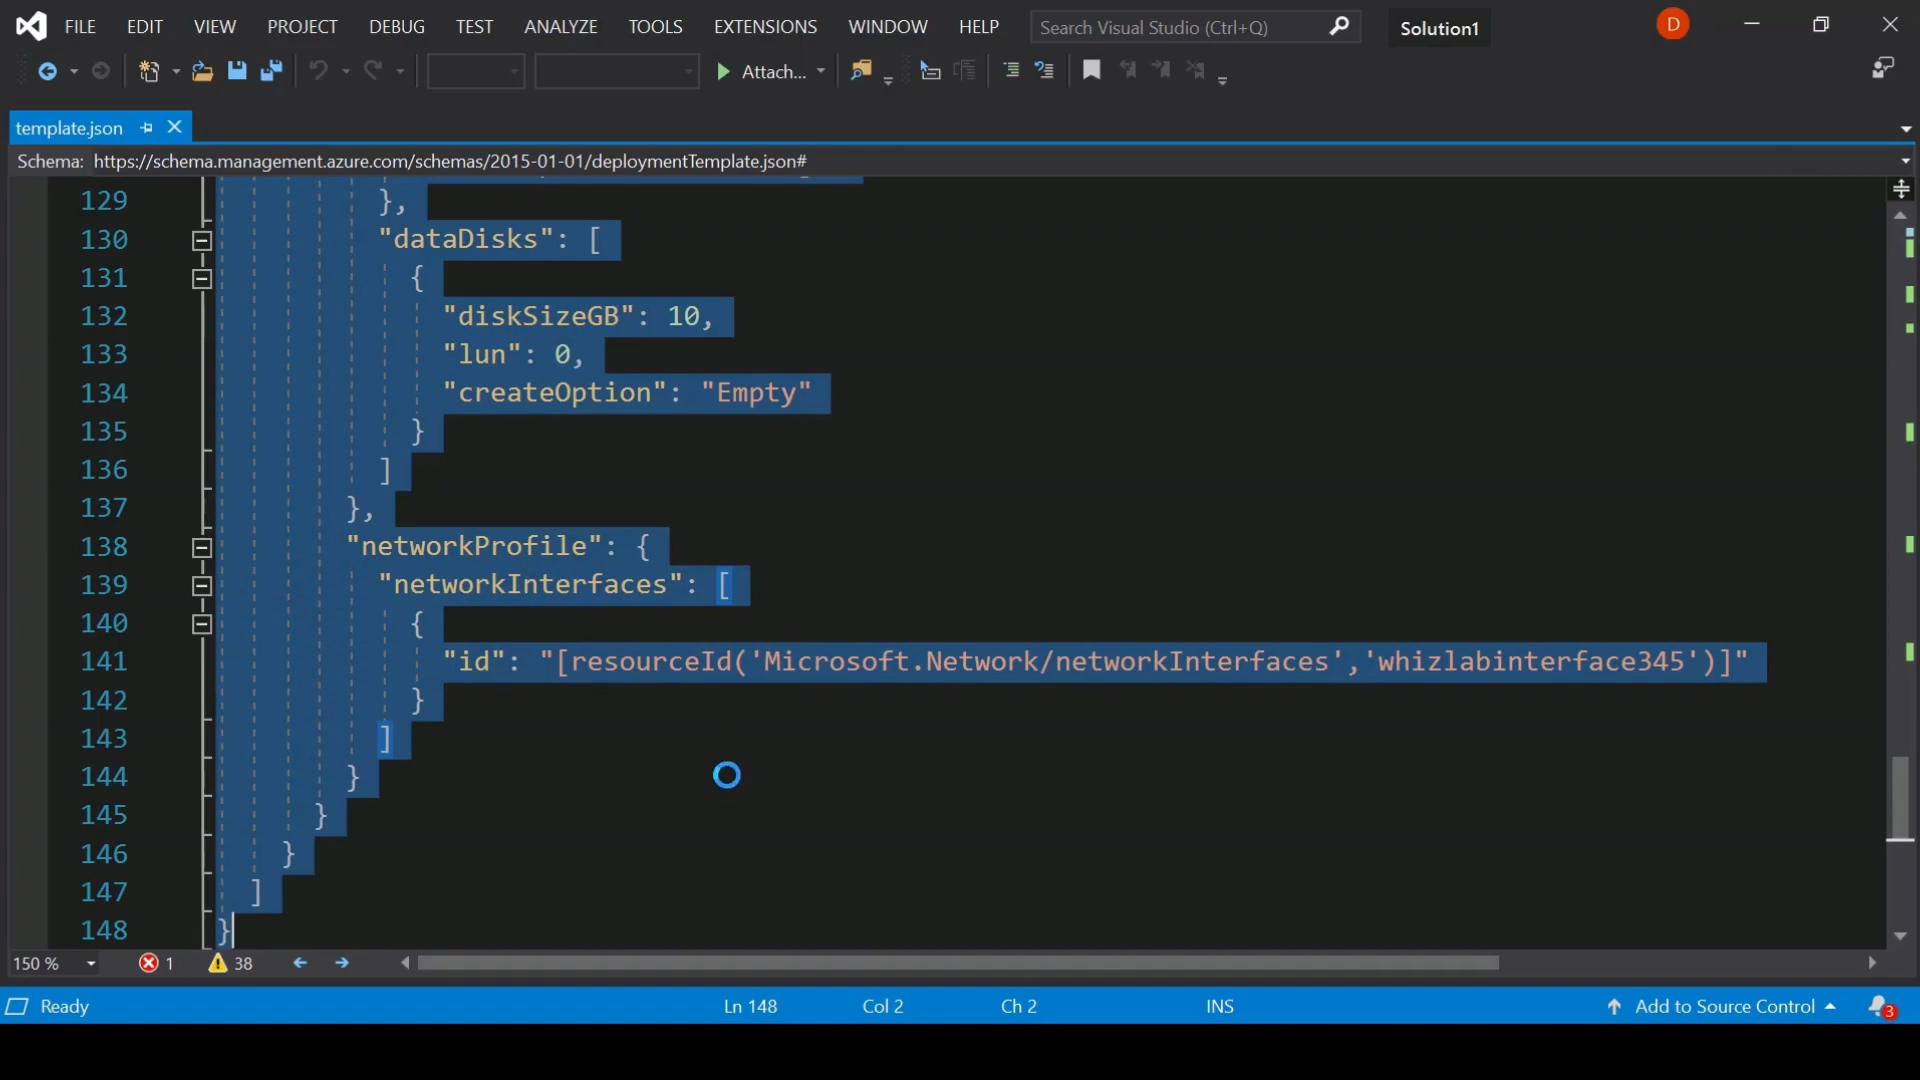 FILE EDIT VIEW PROJECT DEBUG TEST ANALYZE TOOLS EXTENSIONS WINDOW HELP Search Visual Studio (Ctrl+Q) Solution1 D
Attach...
template.json
Schema: https://schema.management.azure.com/schemas/2015-01-01/deploymentTemplate.json#
129 },
130 "dataDisks": [
131 {
132 "diskSizeGB": 10,
133 "lun": 0,
134 "createOption": "Empty"
135 }
136 ]
137 },
138 "networkProfile": {
139 "networkInterfaces": [
140 {
141 "id": "[resourceId('Microsoft.Network/networkInterfaces','whizlabinterface345')]"
142 }
143 ]
144 }
145 }
146 }
147 ]
148 }
150 % 1 38
Ready Ln 148 Col 2 Ch 2 INS Add to Source Control 3